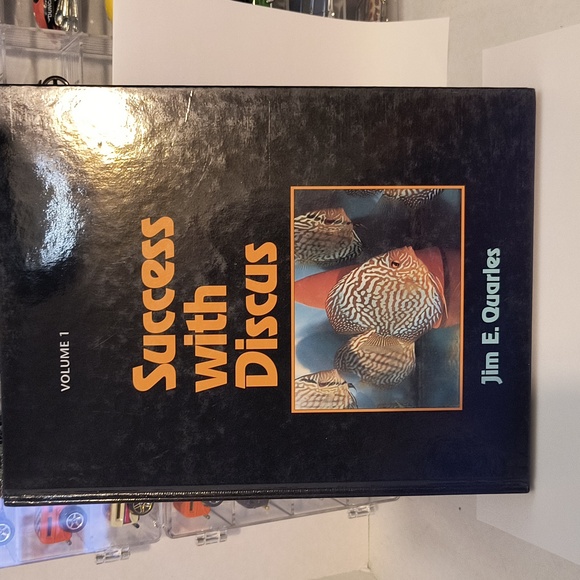 VOLUME 1
Success
with
Discus
Jim E. Quarles